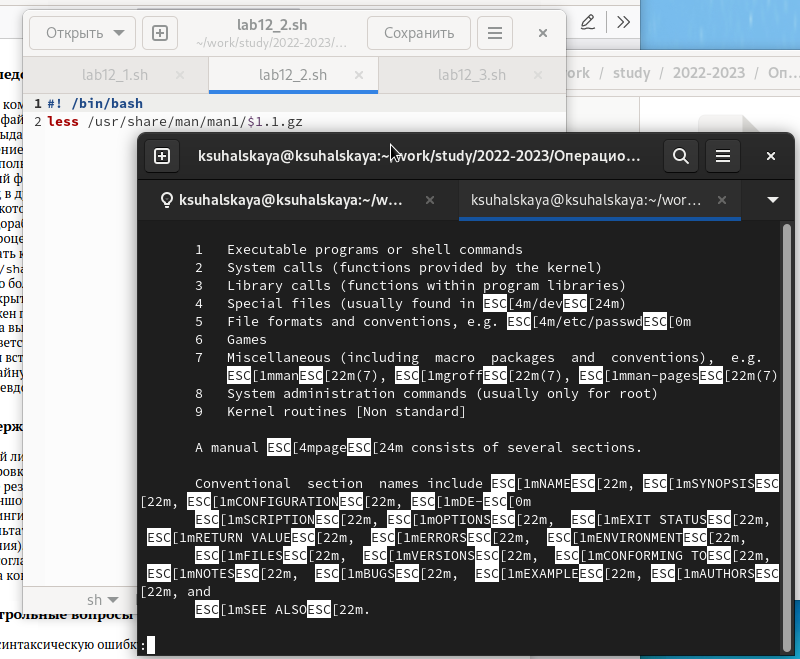 Открыть
lab12_2.sh
~/work/study/2022-2023/...
Сохранить
lab12_1.sh
lab12_2.sh
lab12_3.sh
1 #! /bin/bash
2 less /usr/share/man/man1/$1.1.gz
/ study / 2022-2023 / Оп...
ksuhalskaya@ksuhalskaya:~/work/study/2022-2023/Операцио...
ksuhalskaya@ksuhalskaya:~/w...
ksuhalskaya@ksuhalskaya:~/wor...
1 Executable programs or shell commands
2 System calls (functions provided by the kernel)
3 Library calls (functions within program libraries)
4 Special files (usually found in ESC[4m/devESC[24m)
5 File formats and conventions, e.g. ESC[4m/etc/passwdESC[0m
6 Games
7 Miscellaneous (including macro packages and conventions), e.g.
ESC[1mmanESC[22m(7), ESC[1mgroffESC[22m(7), ESC[1mman-pagesESC[22m(7)
8 System administration commands (usually only for root)
9 Kernel routines [Non standard]
A manual ESC[4mpageESC[24m consists of several sections.
Conventional section names include ESC[1mNAMEESC[22m, ESC[1mSYNOPSISESC
[22m, ESC[1mCONFIGURATIONESC[22m, ESC[1mDE-ESC[0m
ESC[1mSCRIPTIONESC[22m, ESC[1mOPTIONSESC[22m, ESC[1mEXIT STATUSESC[22m,
ESC[1mRETURN VALUEESC[22m, ESC[1mERRORSESC[22m, ESC[1mENVIRONMENTESC[22m,
ESC[1mFILESESC[22m, ESC[1mVERSIONSESC[22m, ESC[1mCONFORMING TOESC[22m,
ESC[1mNOTESESC[22m, ESC[1mBUGSESC[22m, ESC[1mEXAMPLEESC[22m, ESC[1mAUTHORSESC
[22m, and
ESC[1mSEE ALSOESC[22m.
:
sh
вопросы
синтаксическую